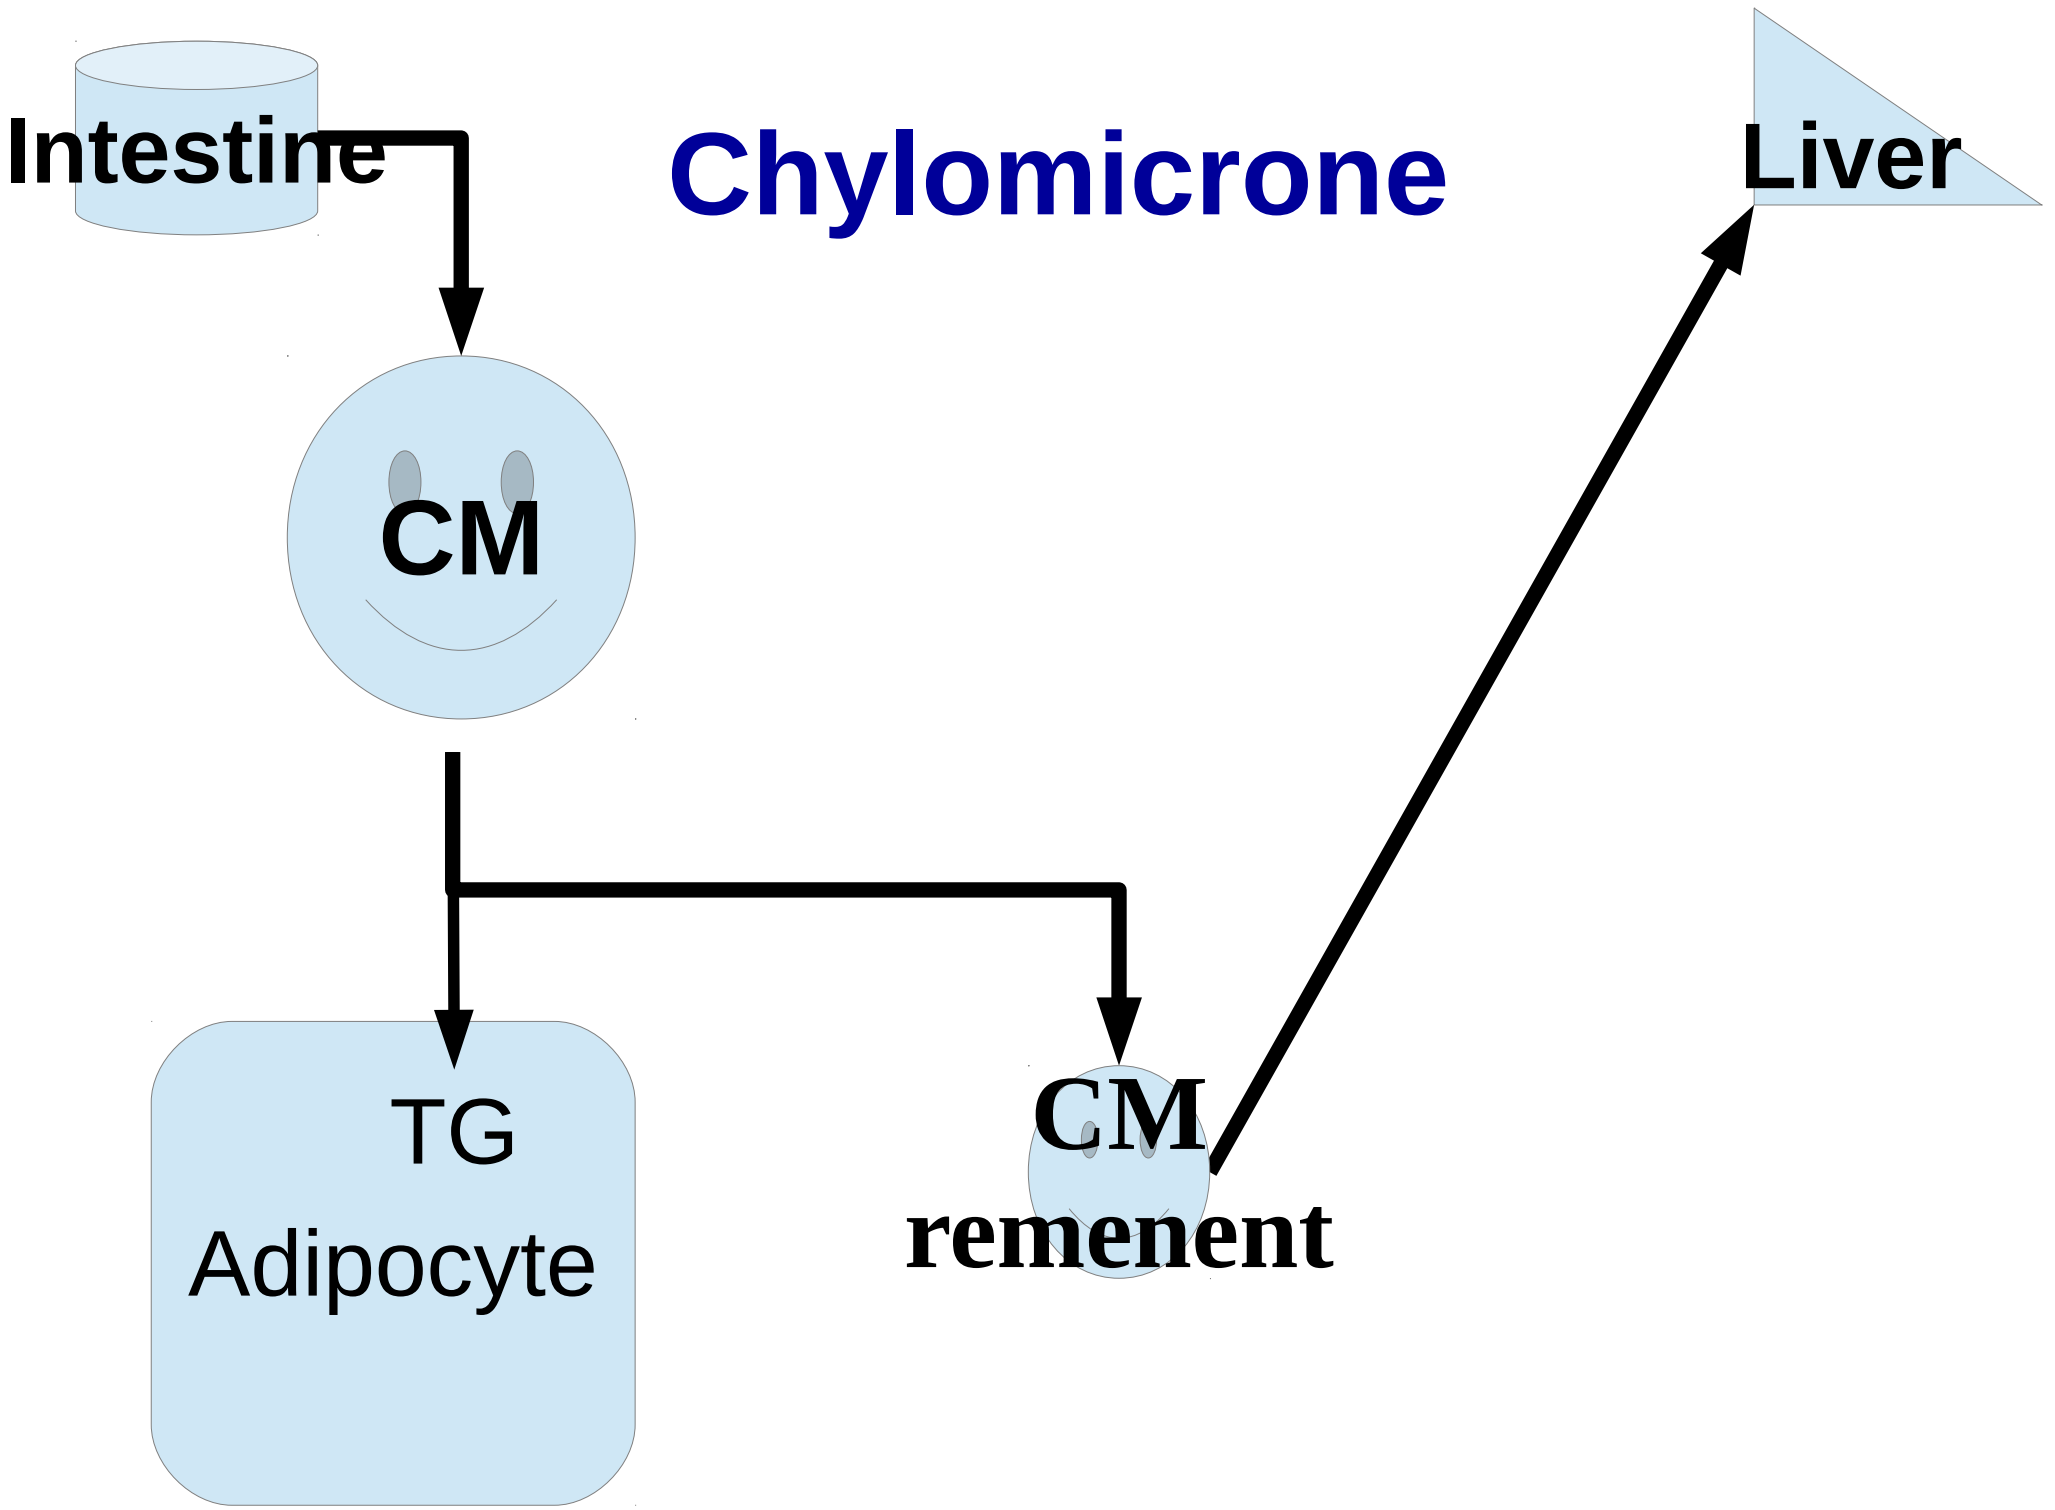 Intestine
Chylomicrone
Liver
CM
TG
Adipocyte
CM
remenent